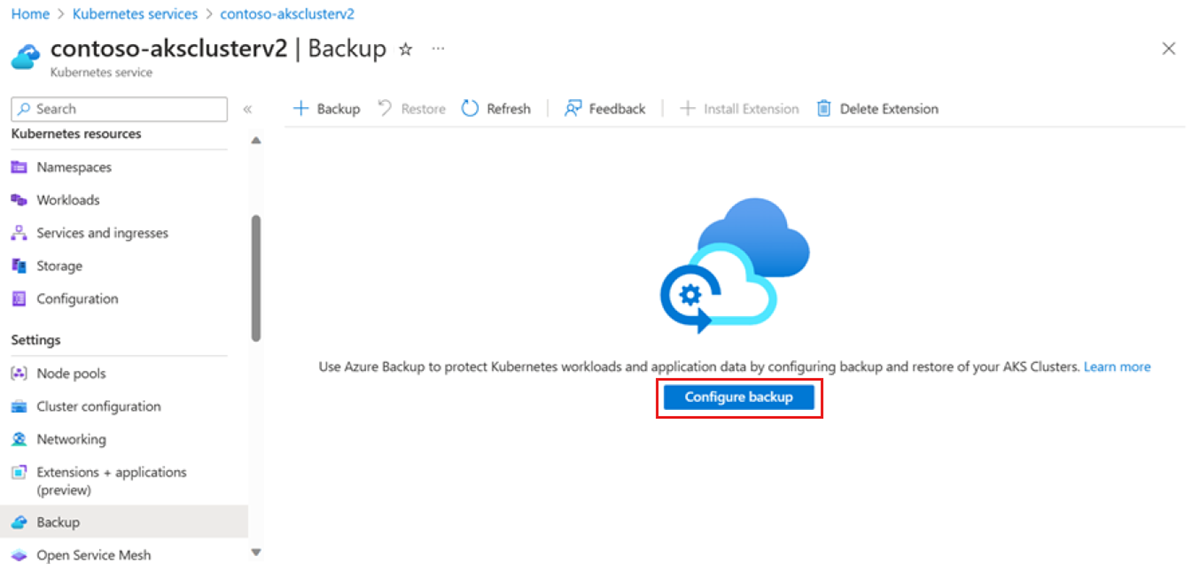 Home > Kubernetes services > contoso-aksclusterv2
contoso-aksclusterv2 | Backup ☆ ···
Kubernetes service
Search
«
Kubernetes resources
Namespaces
Workloads
Services and ingresses
Storage
Configuration
Settings
Node pools
Cluster configuration
Networking
Extensions + applications
(preview)
Backup
Open Service Mesh
Backup Restore Refresh | Feedback | Install Extension Delete Extension
Use Azure Backup to protect Kubernetes workloads and application data by configuring backup and restore of your AKS Clusters. Learn more
Configure backup